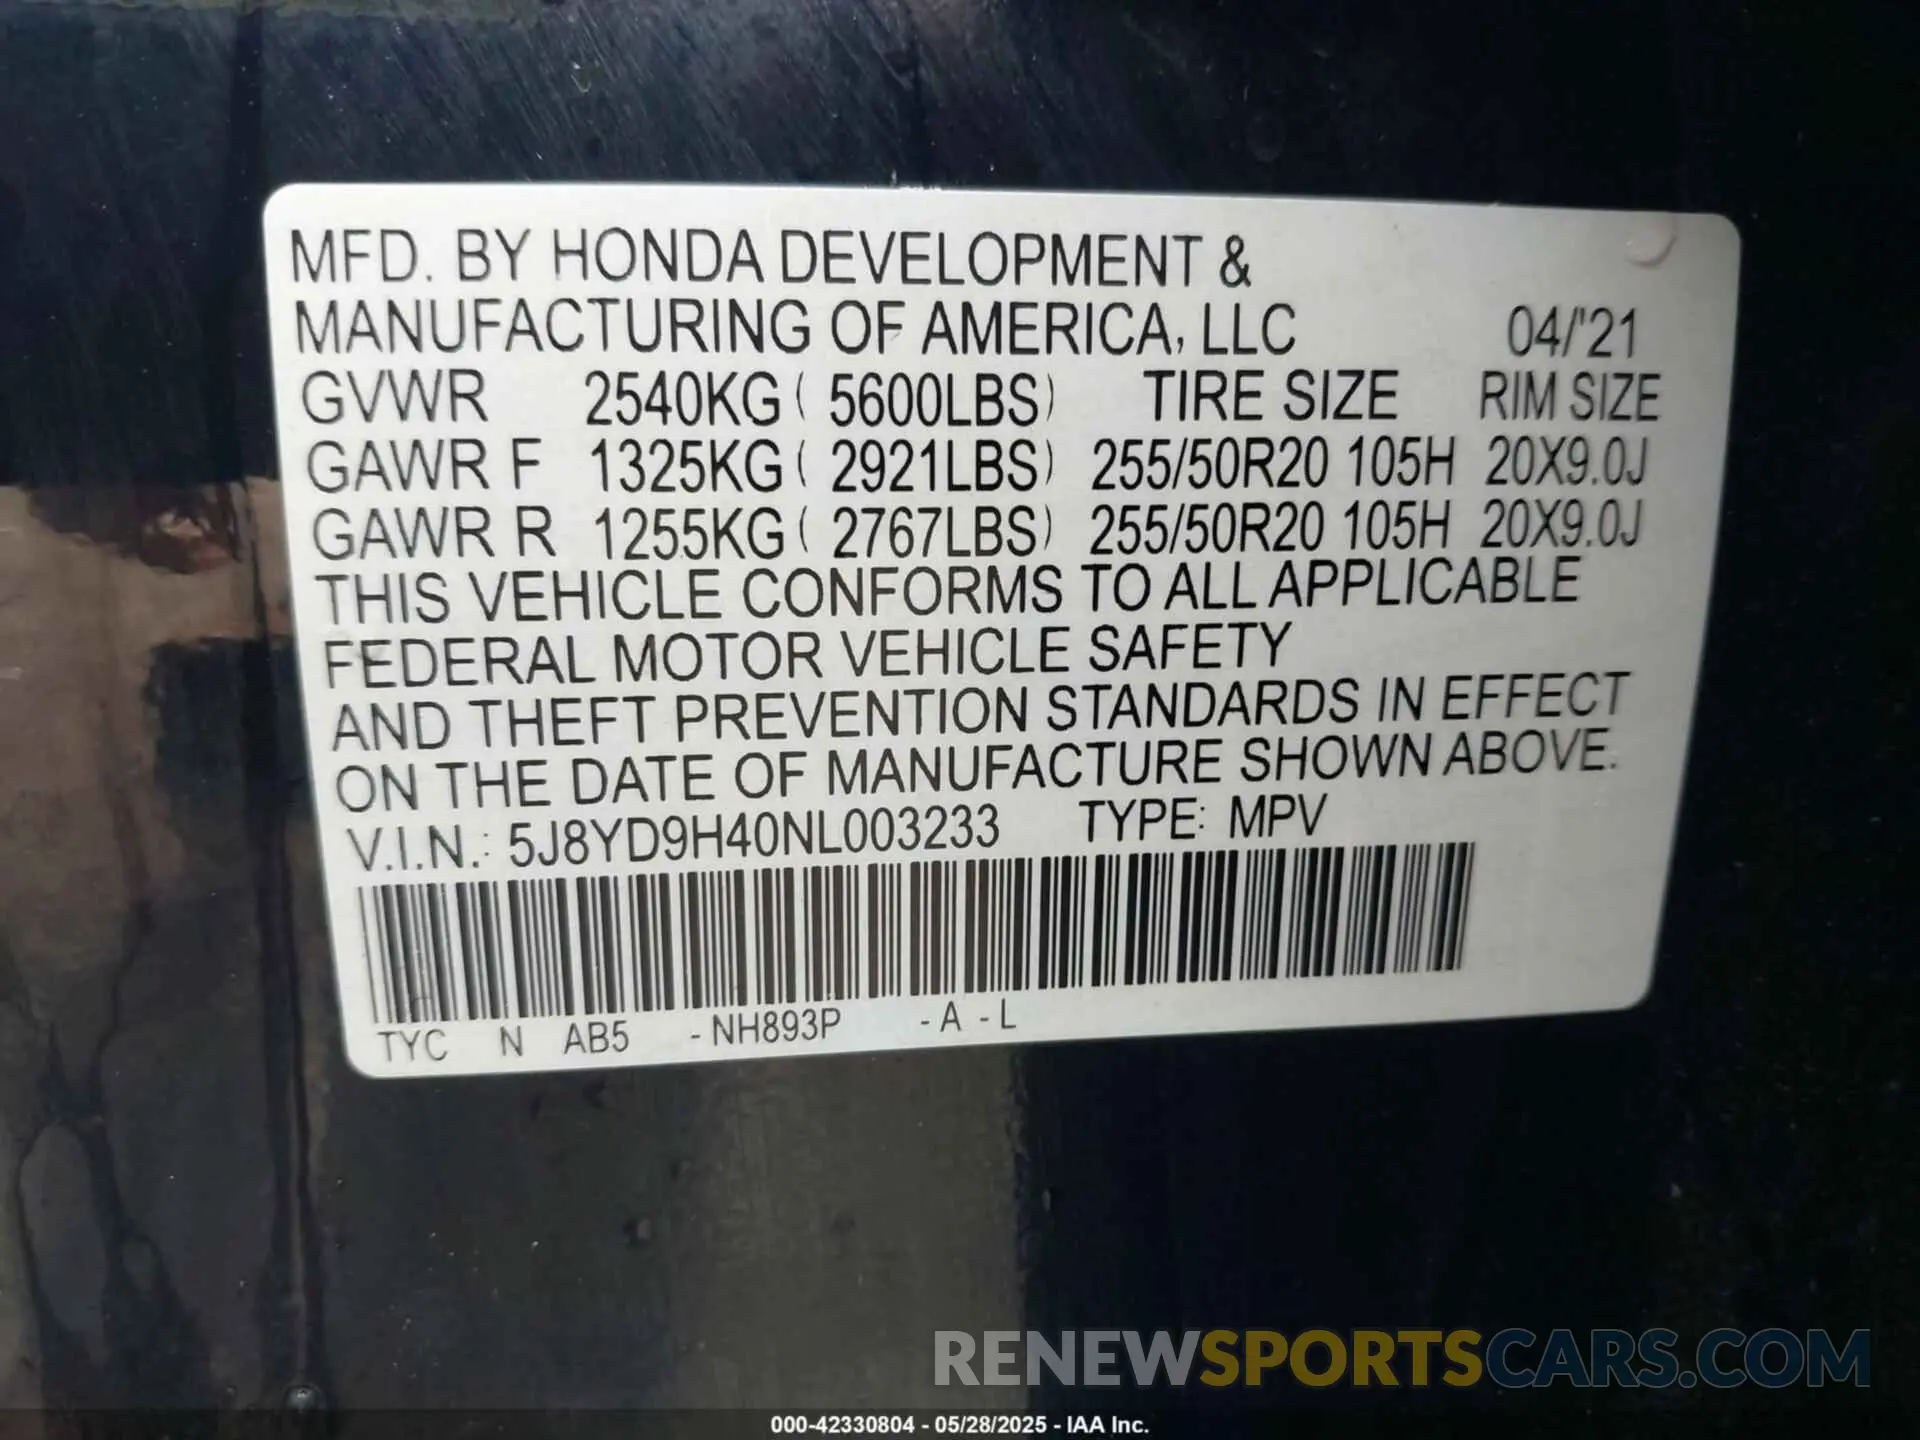 MFD. BY HONDA DEVELOPMENT &
MANUFACTURING OF AMERICA, LLC 04/'21
GVWR 2540KG ( 5600LBS) TIRE SIZE RIM SIZE
GAWR F 1325KG ( 2921LBS) 255/50R20 105H 20X9.0J
GAWR R 1255KG ( 2767LBS) 255/50R20 105H 20X9.0J
THIS VEHICLE CONFORMS TO ALL APPLICABLE
FEDERAL MOTOR VEHICLE SAFETY
AND THEFT PREVENTION STANDARDS IN EFFECT
ON THE DATE OF MANUFACTURE SHOWN ABOVE.
V.I.N.: 5J8YD9H40NL003233 TYPE: MPV
TYC N AB5 -NH893P -A -L
RENEWSPORTSCARS.COM
000-42330804 - 05/28/2025 - IAA Inc.